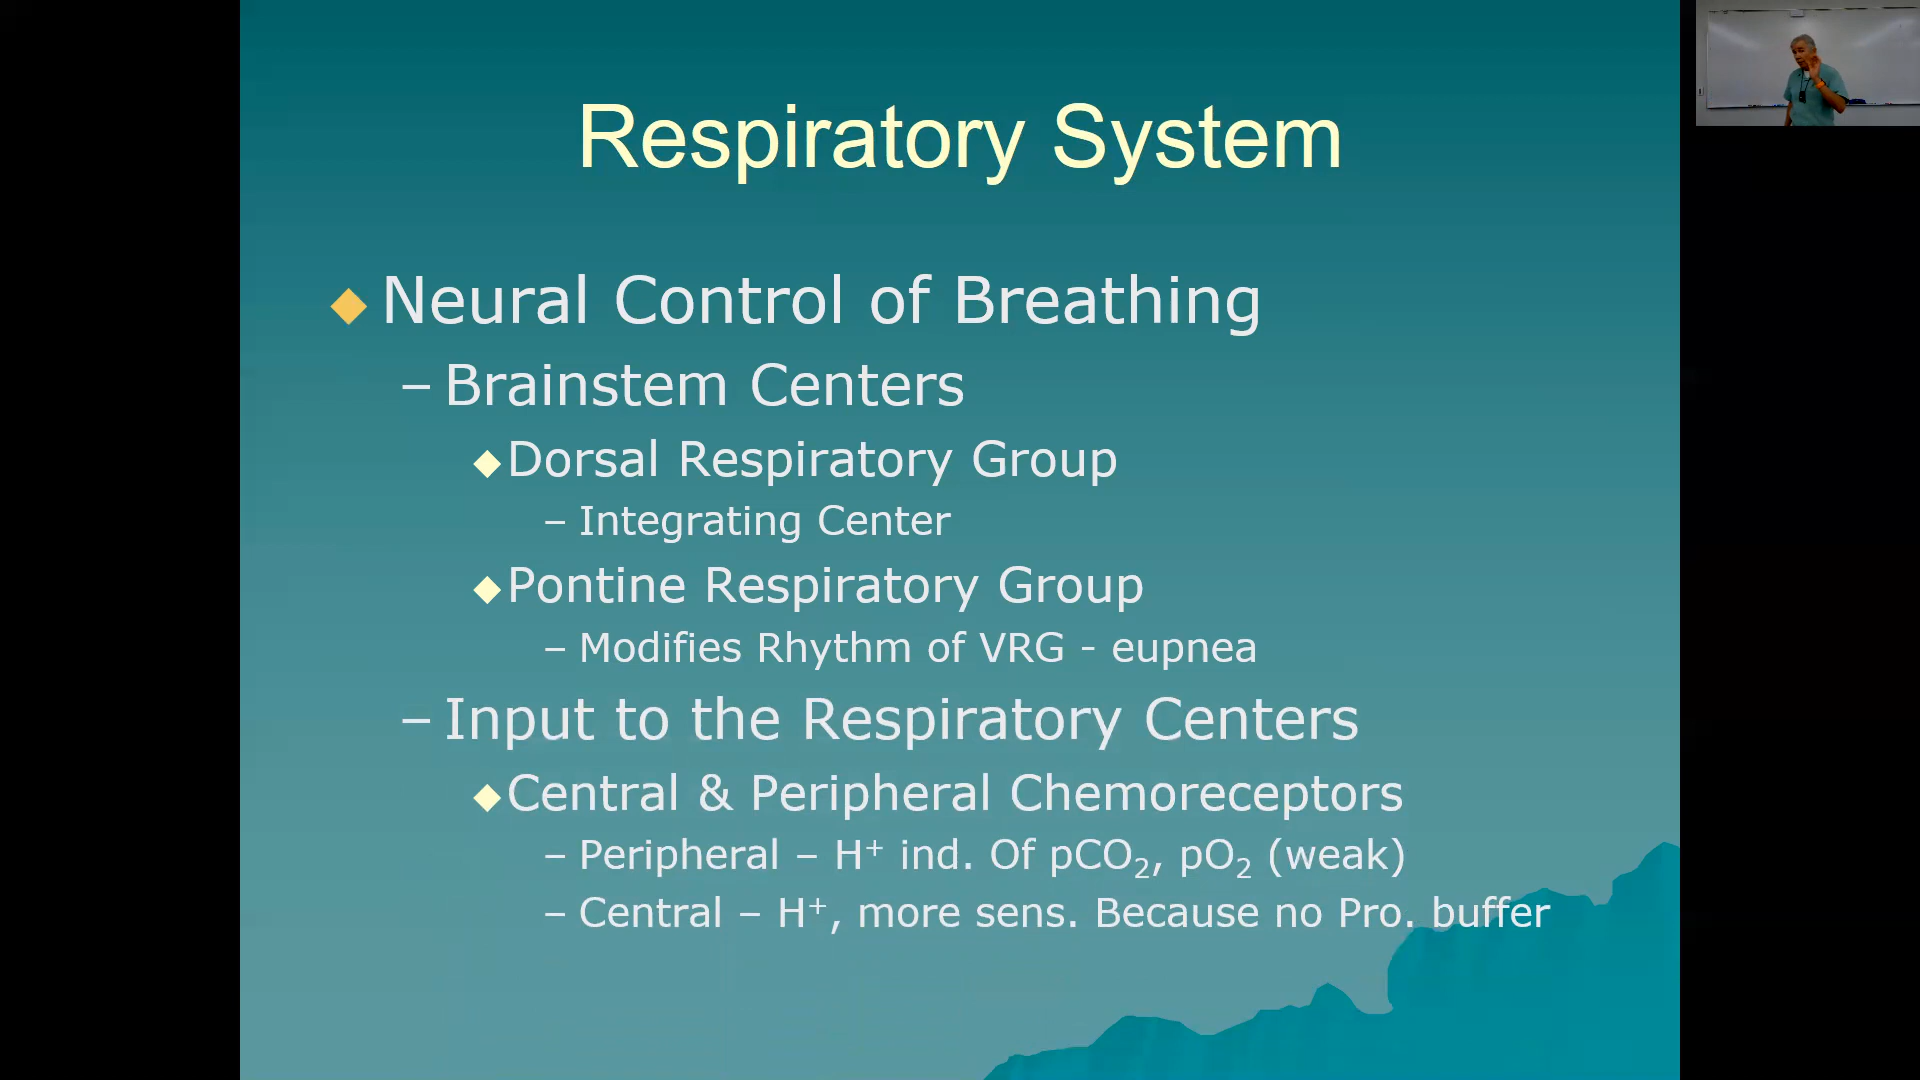 Respiratory System
Neural Control of Breathing
– Brainstem Centers
Dorsal Respiratory Group
– Integrating Center
Pontine Respiratory Group
– Modifies Rhythm of VRG - eupnea
– Input to the Respiratory Centers
Central & Peripheral Chemoreceptors
– Peripheral – H⁺ ind. Of pCO₂, pO₂ (weak)
– Central – H⁺, more sens. Because no Pro. buffer